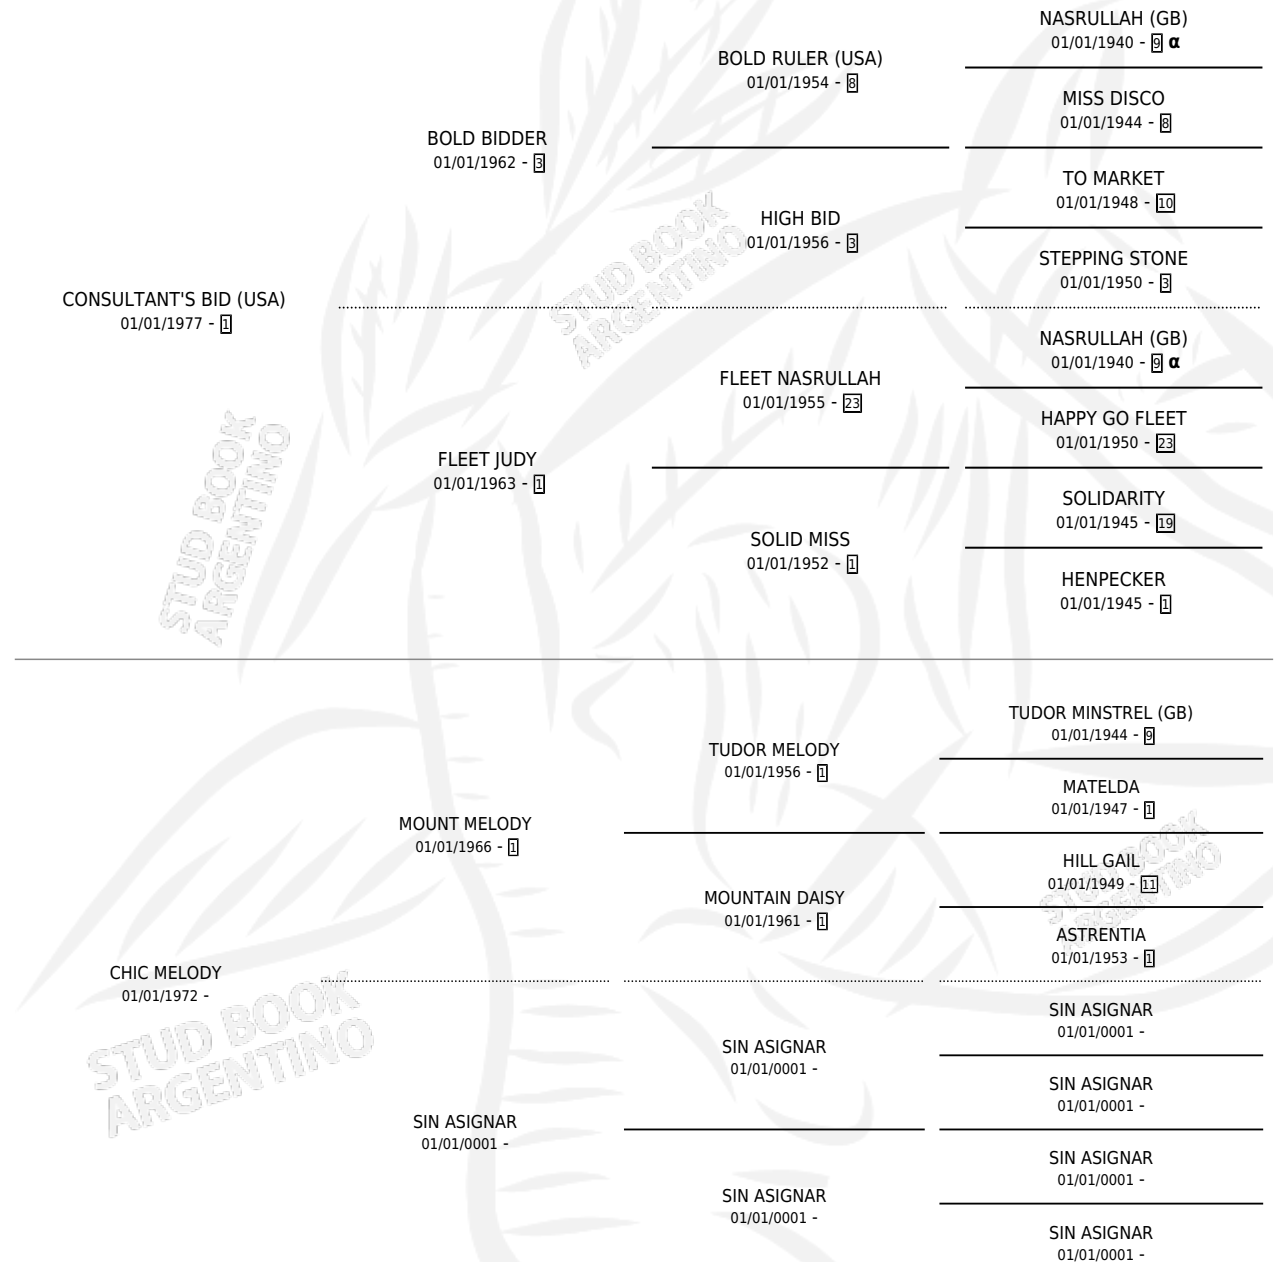 NASRULLAH (GB)
01/01/1940 - 9 α
BOLD RULER (USA)
01/01/1954 - 8
MISS DISCO
01/01/1944 - 8
BOLD BIDDER
01/01/1962 - 3
TO MARKET
01/01/1948 - 10
HIGH BID
01/01/1956 - 3
STEPPING STONE
01/01/1950 - 3
STUD BOOK
ARGENTINO
CONSULTANT'S BID (USA)
01/01/1977 - 1
NASRULLAH (GB)
01/01/1940 - 9 α
FLEET NASRULLAH
01/01/1955 - 23
HAPPY GO FLEET
01/01/1950 - 23
FLEET JUDY
01/01/1963 - 1
STUD BOOK
ARGENTINO
SOLIDARITY
01/01/1945 - 19
SOLID MISS
01/01/1952 - 1
HENPECKER
01/01/1945 - 1
TUDOR MINSTREL (GB)
01/01/1944 - 9
TUDOR MELODY
01/01/1956 - 1
MATELDA
01/01/1947 - 1
MOUNT MELODY
01/01/1966 - 1
STUD BOOK
ARGENTINO
HILL GAIL
01/01/1949 - 11
MOUNTAIN DAISY
01/01/1961 - 1
ASTRENTIA
01/01/1953 - 1
CHIC MELODY
01/01/1972 -
STUD BOOK
ARGENTINO
SIN ASIGNAR
01/01/0001 -
SIN ASIGNAR
01/01/0001 -
SIN ASIGNAR
01/01/0001 -
SIN ASIGNAR
01/01/0001 -
SIN ASIGNAR
01/01/0001 -
SIN ASIGNAR
01/01/0001 -
SIN ASIGNAR
01/01/0001 -